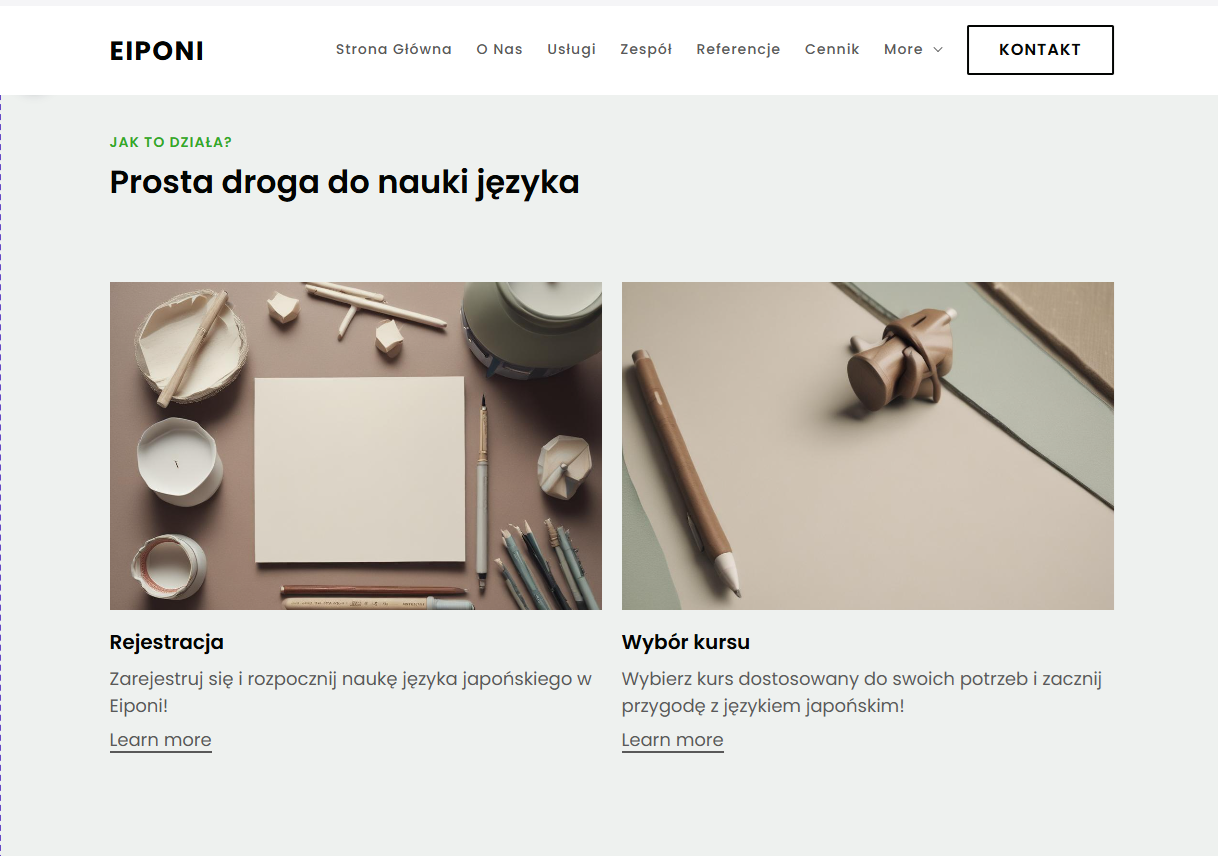 EIPONI
Strona Główna O Nas Usługi Zespół Referencje Cennik More KONTAKT
JAK TO DZIAŁA?
Prosta droga do nauki języka
Rejestracja
Zarejestruj się i rozpocznij naukę języka japońskiego w
Eiponi!
Learn more
Wybór kursu
Wybierz kurs dostosowany do swoich potrzeb i zacznij
przygodę z językiem japońskim!
Learn more